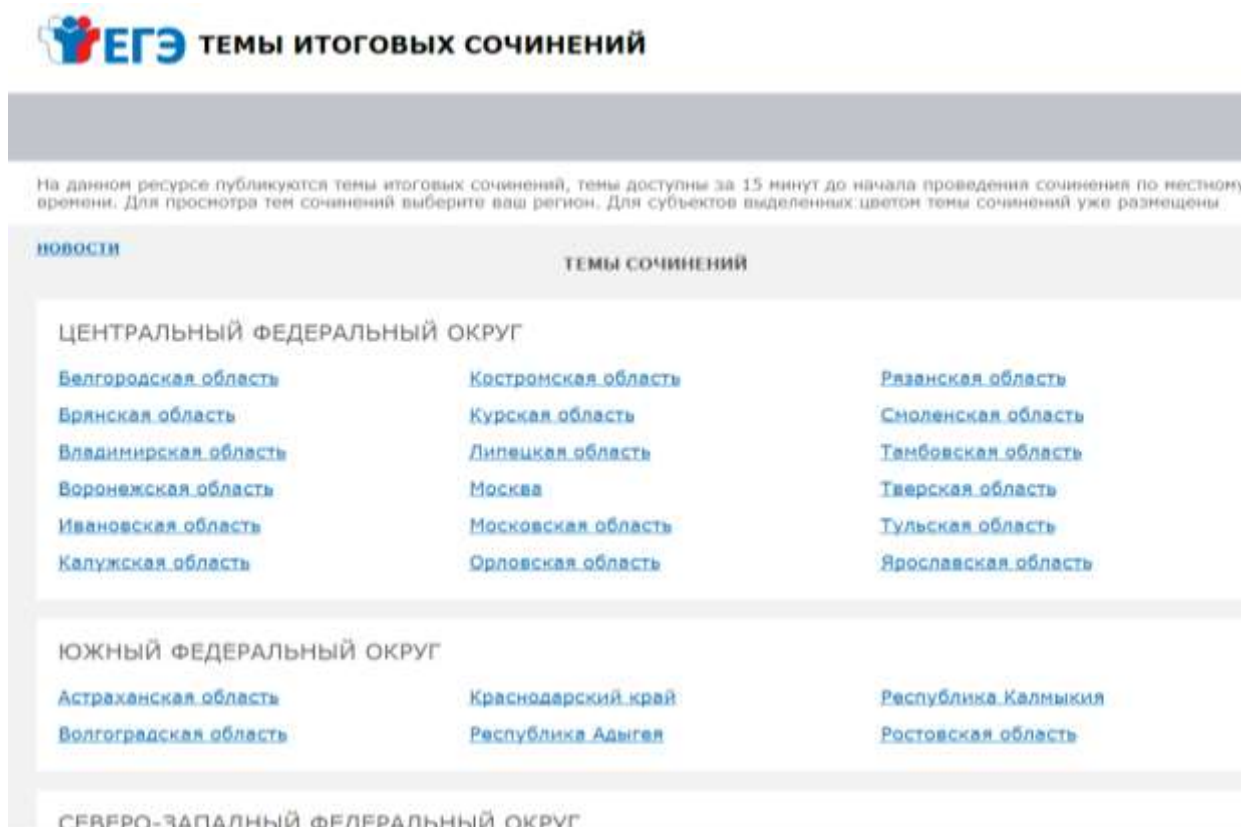 ЕГЭ ТЕМЫ ИТОГОВЫХ СОЧИНЕНИЙ
На данном ресурсе публикуются темы итоговых сочинений, темы доступны за 15 минут до начала проведения сочинения по местному
времени. Для просмотра тем сочинений выберите ваш регион. Для субъектов выделенных цветом темы сочинений уже размещены
НОВОСТИ
ТЕМЫ СОЧИНЕНИЙ
ЦЕНТРАЛЬНЫЙ ФЕДЕРАЛЬНЫЙ ОКРУГ
Белгородская область Костромская область Рязанская область
Брянская область Курская область Смоленская область
Владимирская область Липецкая область Тамбовская область
Воронежская область Москва Тверская область
Ивановская область Московская область Тульская область
Калужская область Орловская область Ярославская область
ЮЖНЫЙ ФЕДЕРАЛЬНЫЙ ОКРУГ
Астраханская область Краснодарский край Республика Калмыкия
Волгоградская область Республика Адыгея Ростовская область
СЕВЕРО-ЗАПАДНЫЙ ФЕДЕРАЛЬНЫЙ ОКРУГ